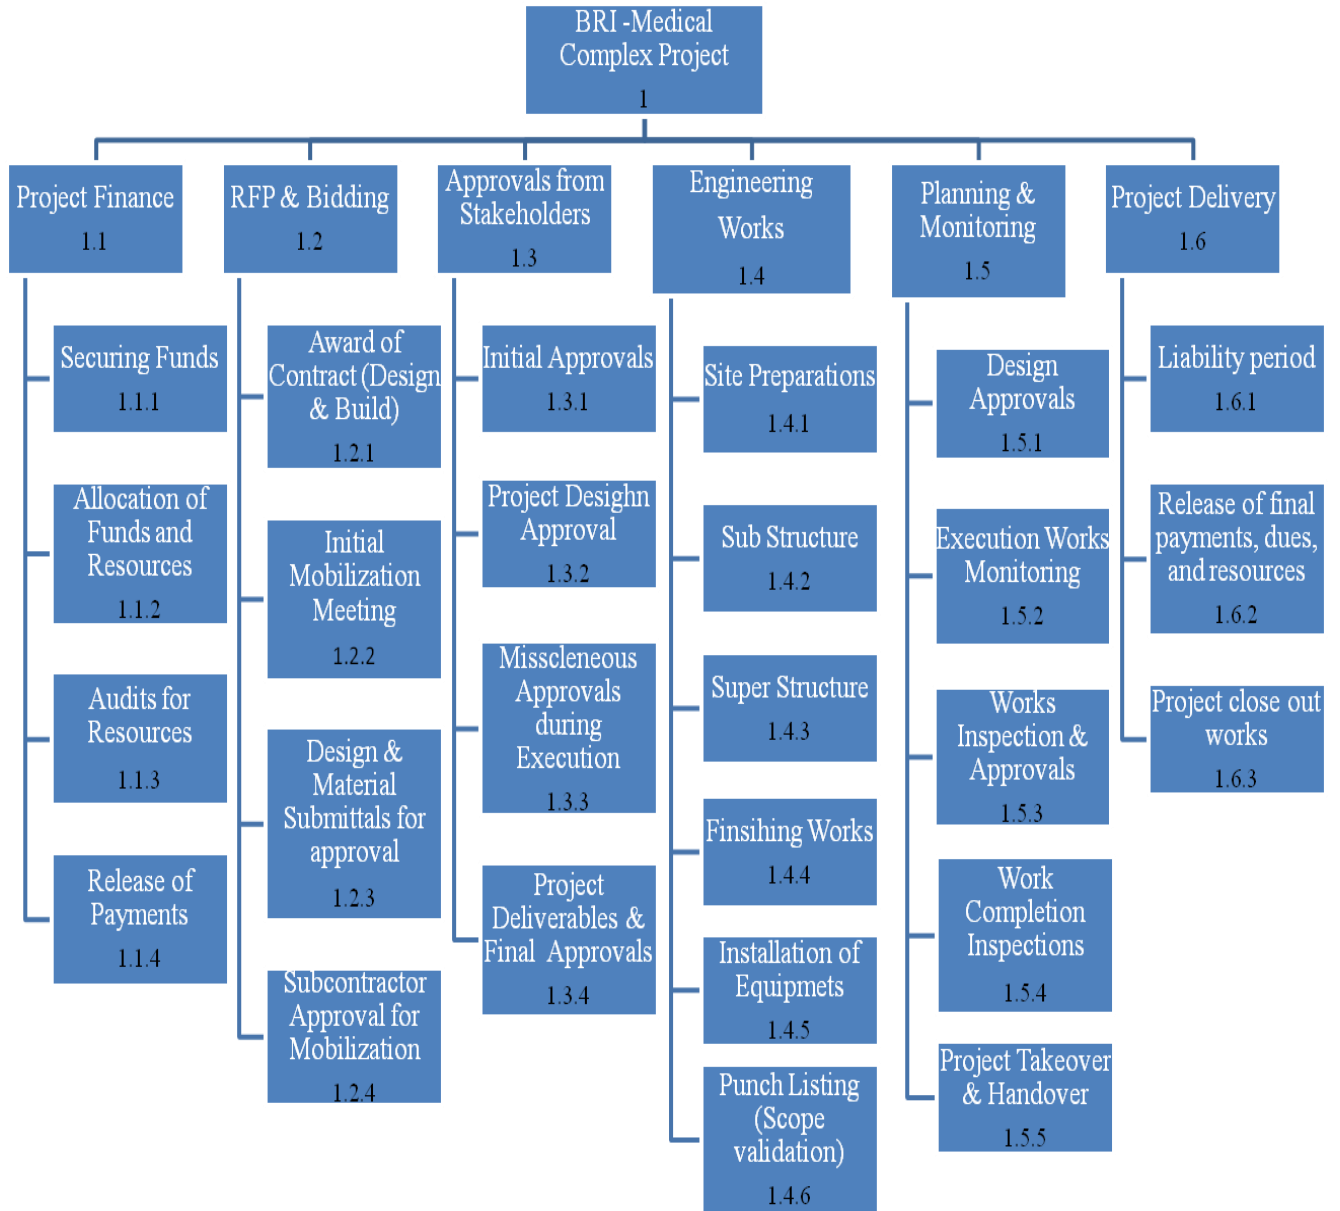 BRI -Medical
Complex Project
1
Project Finance
1.1
Securing Funds
1.1.1
Allocation of
Funds and
Resources
1.1.2
Audits for
Resources
1.1.3
Release of
Payments
1.1.4
RFP & Bidding
1.2
Award of
Contract (Design
& Build)
1.2.1
Initial
Mobilization
Meeting
1.2.2
Design &
Material
Submittals for
approval
1.2.3
Subcontractor
Approval for
Mobilization
1.2.4
Approvals from
Stakeholders
1.3
Initial Approvals
1.3.1
Project Desighn
Approval
1.3.2
Misscleneous
Approvals
during
Execution
1.3.3
Project
Deliverables &
Final Approvals
1.3.4
Engineering
Works
1.4
Site Preparations
1.4.1
Sub Structure
1.4.2
Super Structure
1.4.3
Finsihing Works
1.4.4
Installation of
Equipmets
1.4.5
Punch Listing
(Scope
validation)
1.4.6
Planning &
Monitoring
1.5
Design
Approvals
1.5.1
Execution Works
Monitoring
1.5.2
Works
Inspection &
Approvals
1.5.3
Work
Completion
Inspections
1.5.4
Project Takeover
& Handover
1.5.5
Project Delivery
1.6
Liability period
1.6.1
Release of final
payments, dues,
and resources
1.6.2
Project close out
works
1.6.3